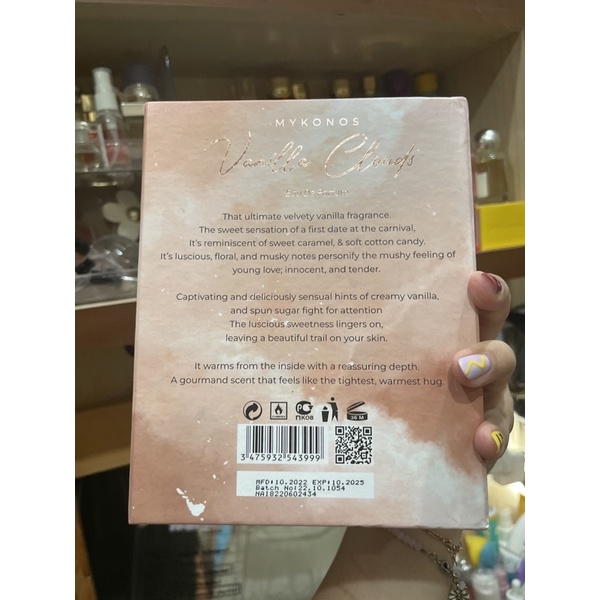 MYKONOS
Vanilla Clouds
Eau De Parfum
That ultimate velvety vanilla fragrance.
The sweet sensation of a first date at the carnival,
It's reminiscent of sweet caramel, & soft cotton candy.
It's luscious, floral, and musky notes personify the mushy feeling of
young love; innocent, and tender.
Captivating and deliciously sensual hints of creamy vanilla,
and spun sugar fight for attention
The luscious sweetness lingers on,
leaving a beautiful trail on your skin.
It warms from the inside with a reassuring depth.
A gourmand scent that feels like the tightest, warmest hug.
ПК08
36 M
3 475932 543999
MFD:10.2022 EXP:10.2025
Batch No:22.10.1054
NA18220602434